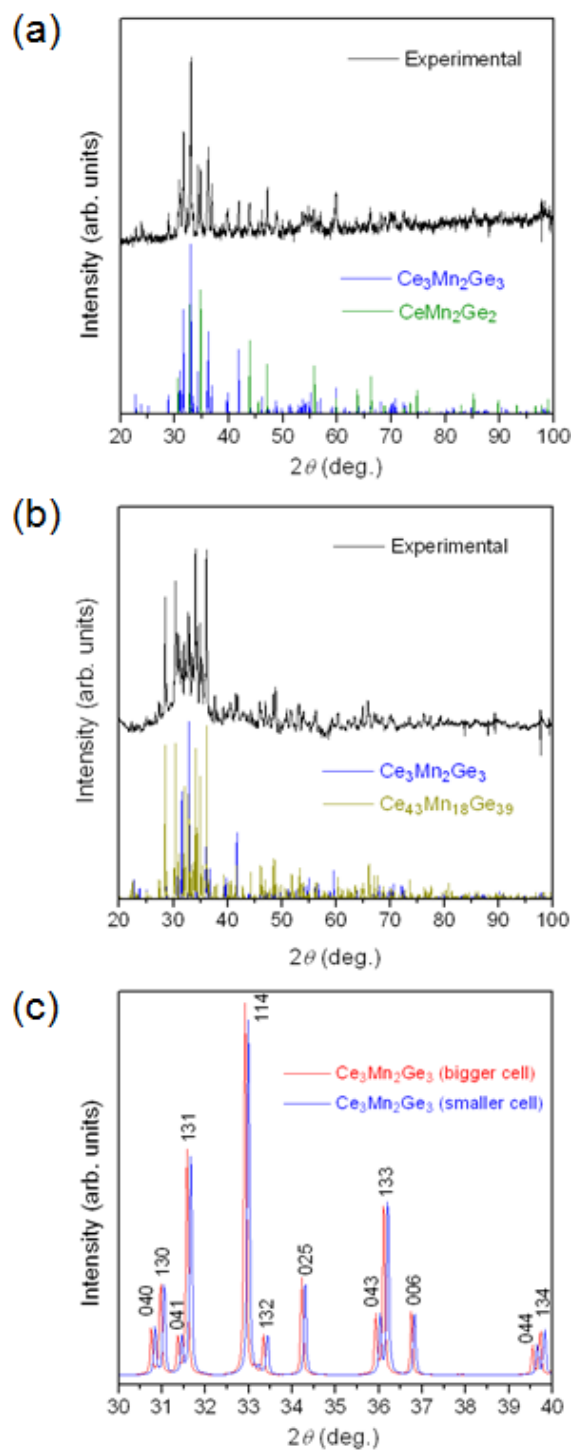 (a)
Experimental
Intensity (arb. units)
Ce₃Mn₂Ge₃
CeMn₂Ge₂
20 30 40 50 60 70 80 90 100
2θ (deg.)
(b)
Experimental
Intensity (arb. units)
Ce₃Mn₂Ge₃
Ce₄₃Mn₁₈Ge₃₉
20 30 40 50 60 70 80 90 100
2θ (deg.)
(c)
114
Ce₃Mn₂Ge₃ (bigger cell)
Ce₃Mn₂Ge₃ (smaller cell)
Intensity (arb. units)
040
130
041
131
132
025
043
133
006
044
134
30 31 32 33 34 35 36 37 38 39 40
2θ (deg.)